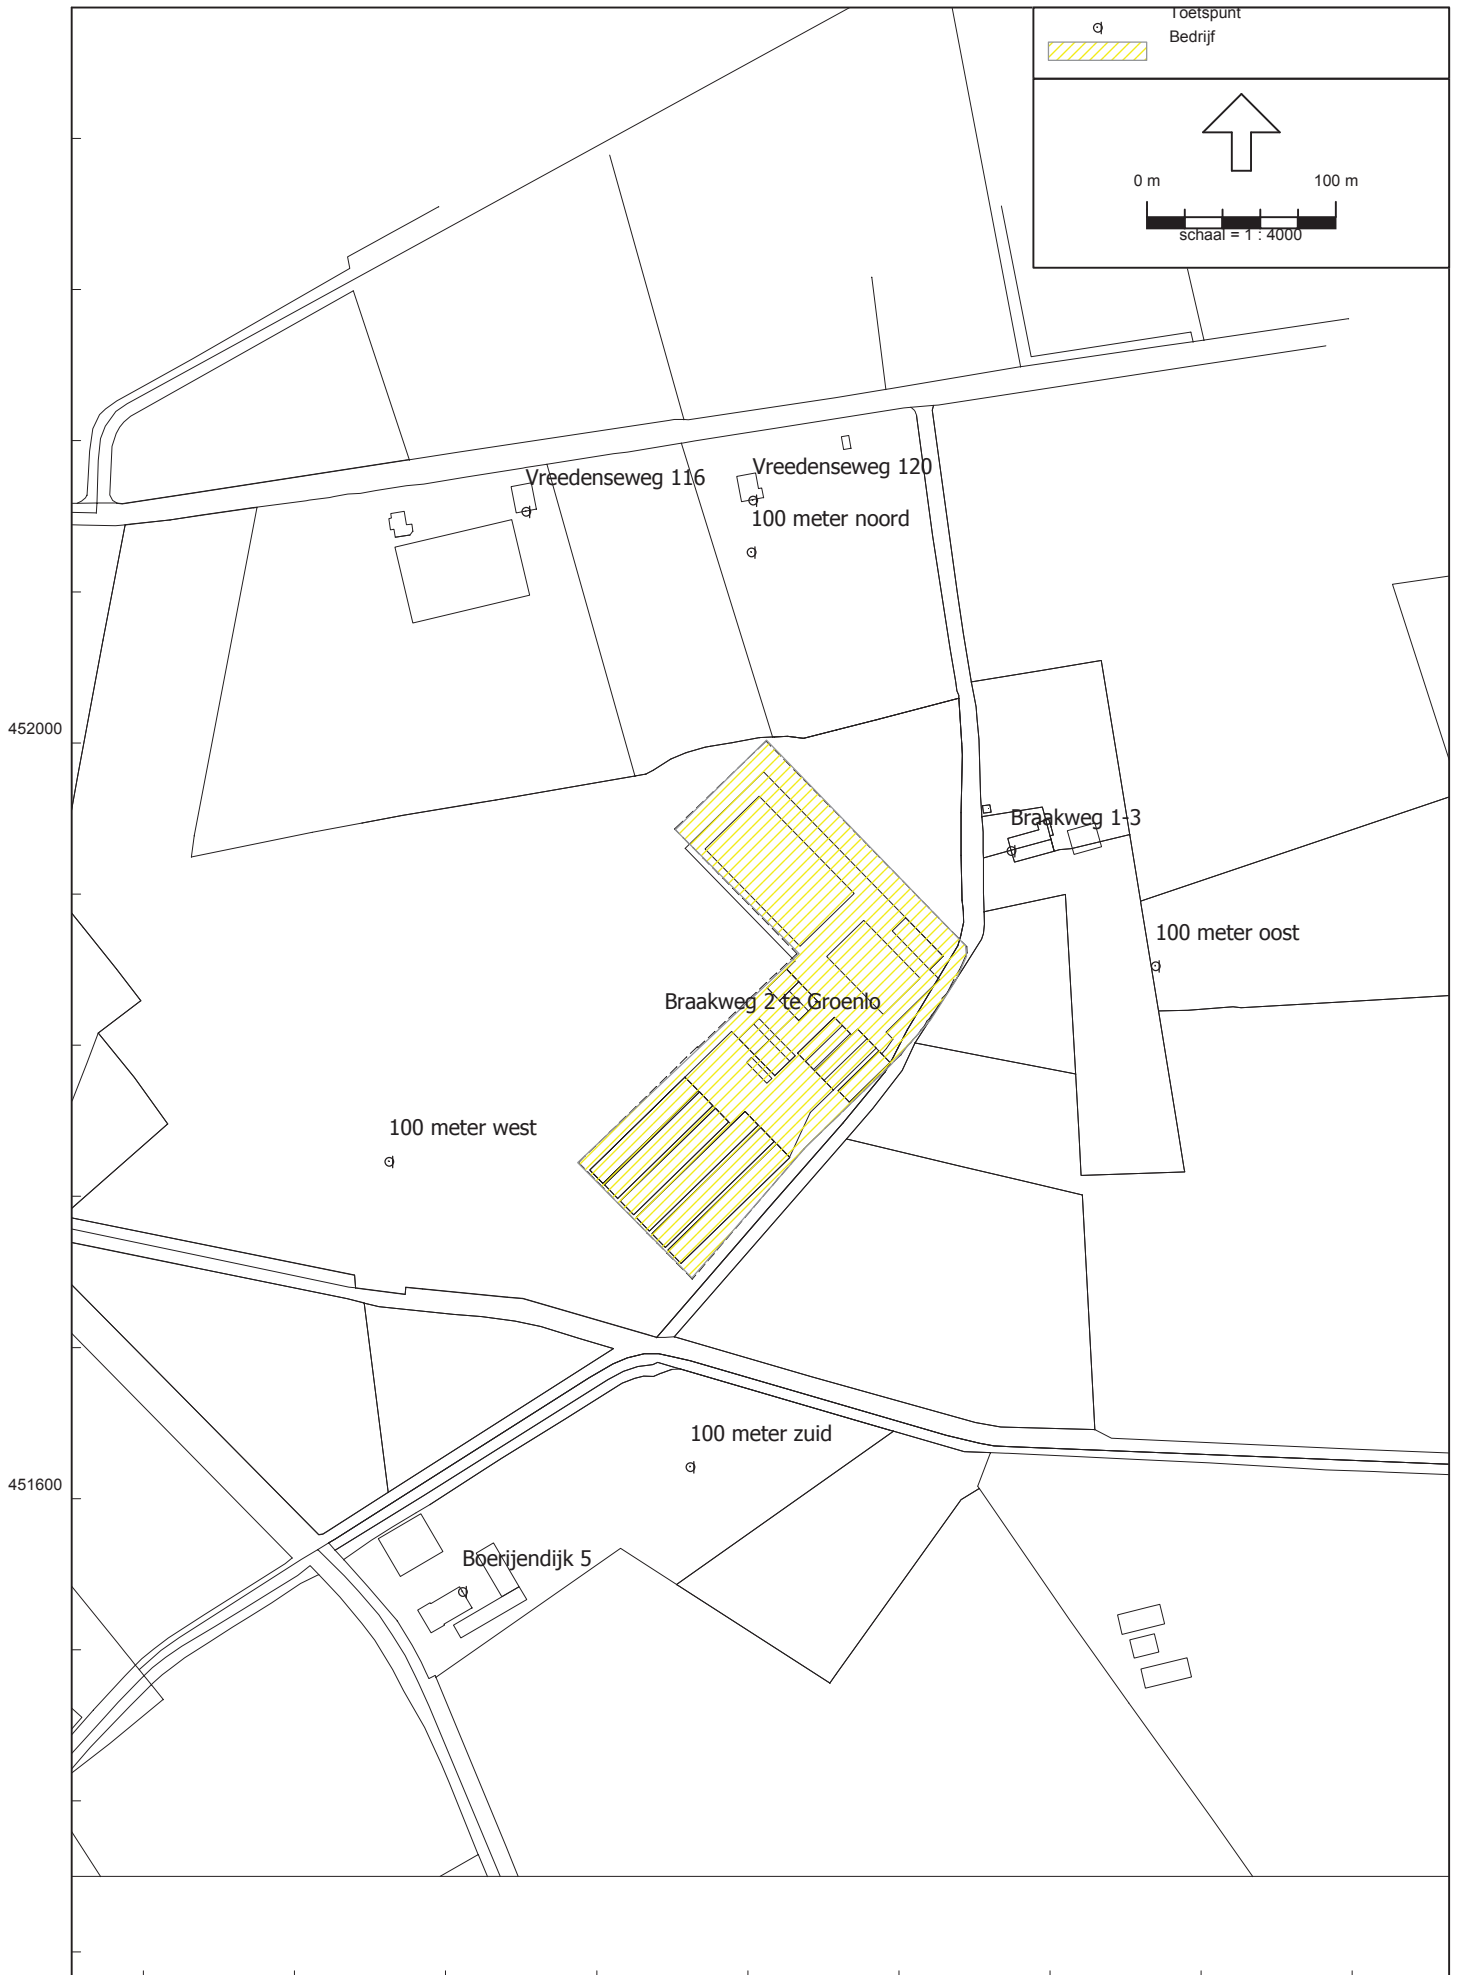 Toetspunt
Bedrijf
0 m 100 m
schaal = 1 : 4000
Vreedenseweg 116
Vreedenseweg 120
100 meter noord
452000
Braakweg 1-3
100 meter oost
Braakweg 2 te Groenlo
100 meter west
100 meter zuid
451600
Boerijendijk 5